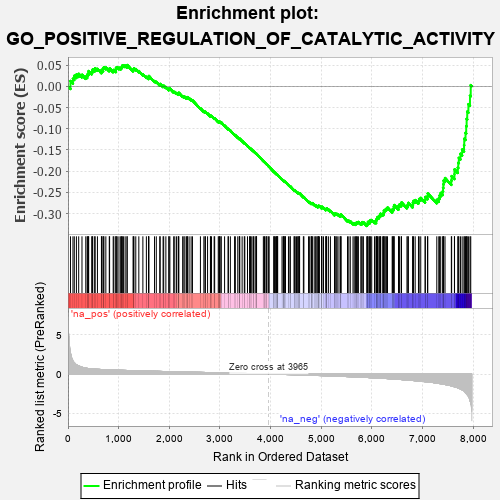 Enrichment plot:
GO_POSITIVE_REGULATION_OF_CATALYTIC_ACTIVITY
Enrichment score (ES)
0.05
0.00
-0.05
-0.10
-0.15
-0.20
-0.25
-0.30
'na_pos' (positively correlated)
Ranked list metric (PreRanked)
5
0
-5
Zero cross at 3965
'na_neg' (negatively correlated)
0
1,000
2,000
3,000
4,000
5,000
6,000
7,000
8,000
Rank in Ordered Dataset
Enrichment profile
Hits
Ranking metric scores